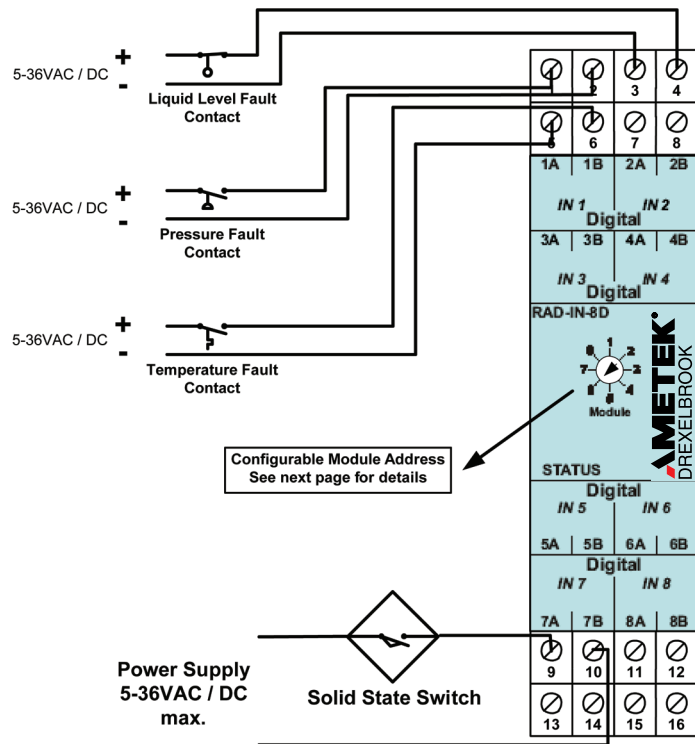 +
5-36VAC / DC
-
Liquid Level Fault
Contact
+
5-36VAC / DC
-
Pressure Fault
Contact
+
5-36VAC / DC
-
Temperature Fault
Contact
Configurable Module Address
See next page for details
Power Supply
5-36VAC / DC
max.
Solid State Switch
1 2 3 4
5 6 7 8
1A 1B 2A 2B
IN 1 IN 2
Digital
3A 3B 4A 4B
IN 3 IN 4
Digital
RAD-IN-8D
1
2
3
4
7
Module
AMETEK
DREXELBROOK
STATUS
Digital
IN 5 IN 6
5A 5B 6A 6B
Digital
IN 7 IN 8
7A 7B 8A 8B
9 10 11 12
13 14 15 16